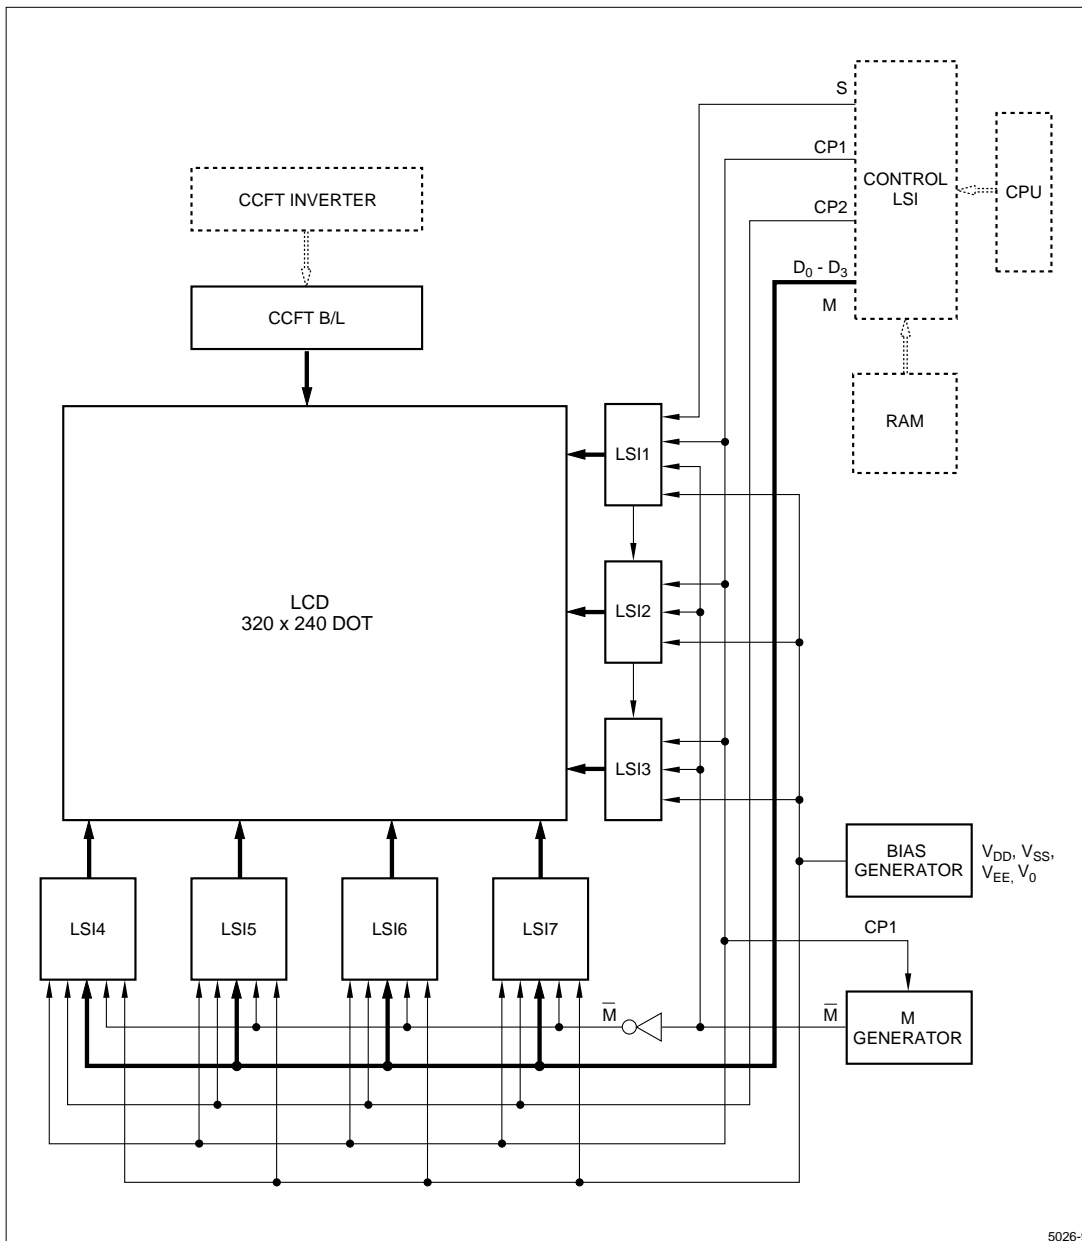 S
CP1
CCFT INVERTER
CONTROL
LSI
CPU
CP2
D0 - D3
M
CCFT B/L
RAM
LSI1
LCD
320 x 240 DOT
LSI2
LSI3
BIAS
GENERATOR
VDD, VSS,
VEE, V0
LSI4
LSI5
LSI6
LSI7
CP1
M̅
M̅
M
GENERATOR